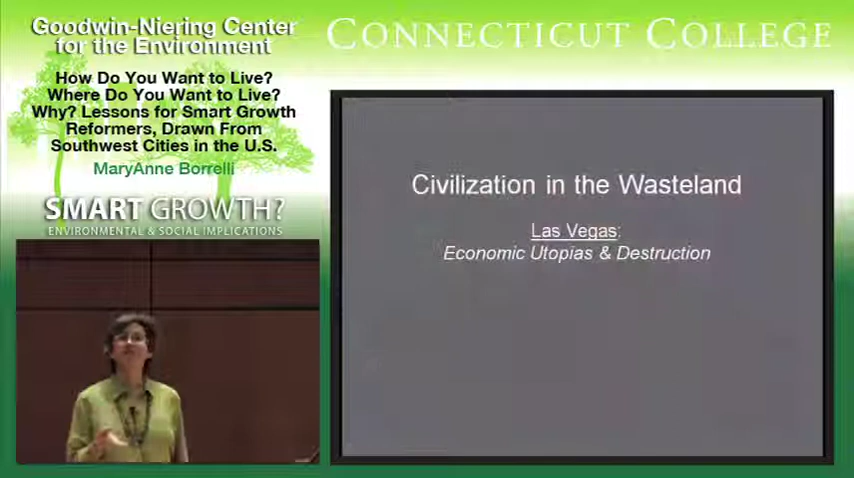 Goodwin-Niering Center
for the Environment
CONNECTICUT COLLEGE
How Do You Want to Live?
Where Do You Want to Live?
Why? Lessons for Smart Growth
Reformers, Drawn From
Southwest Cities in the U.S.
MaryAnne Borrelli
SMART GROWTH?
ENVIRONMENTAL & SOCIAL IMPLICATIONS
Civilization in the Wasteland
Las Vegas:
Economic Utopias & Destruction